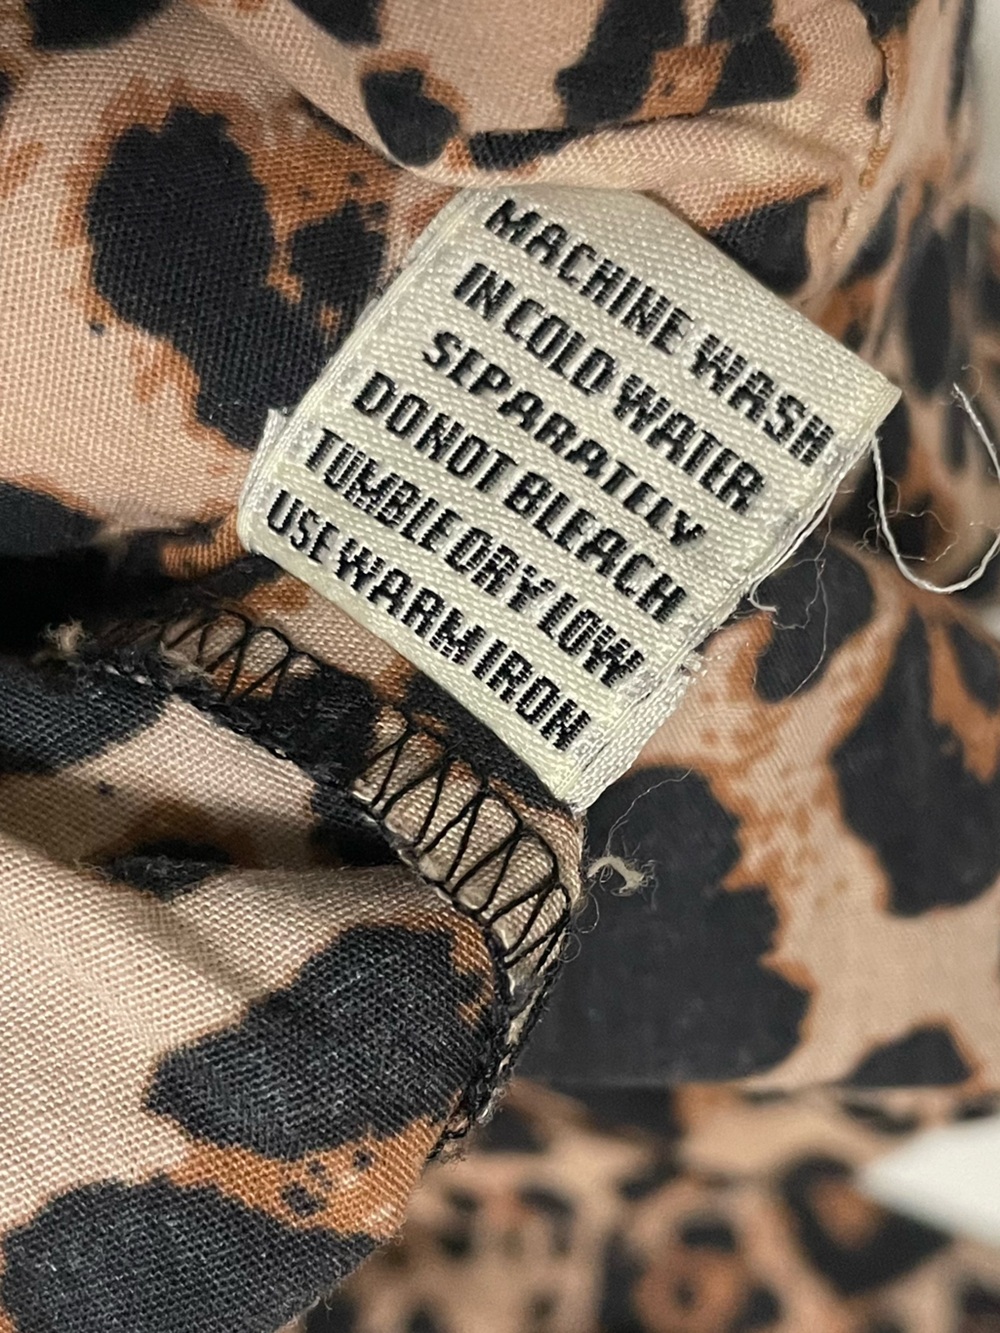 MACHINE WASH
IN COLD WATER
SEPARATELY
DO NOT BLEACH
TUMBLE DRY LOW
USE WARM IRON